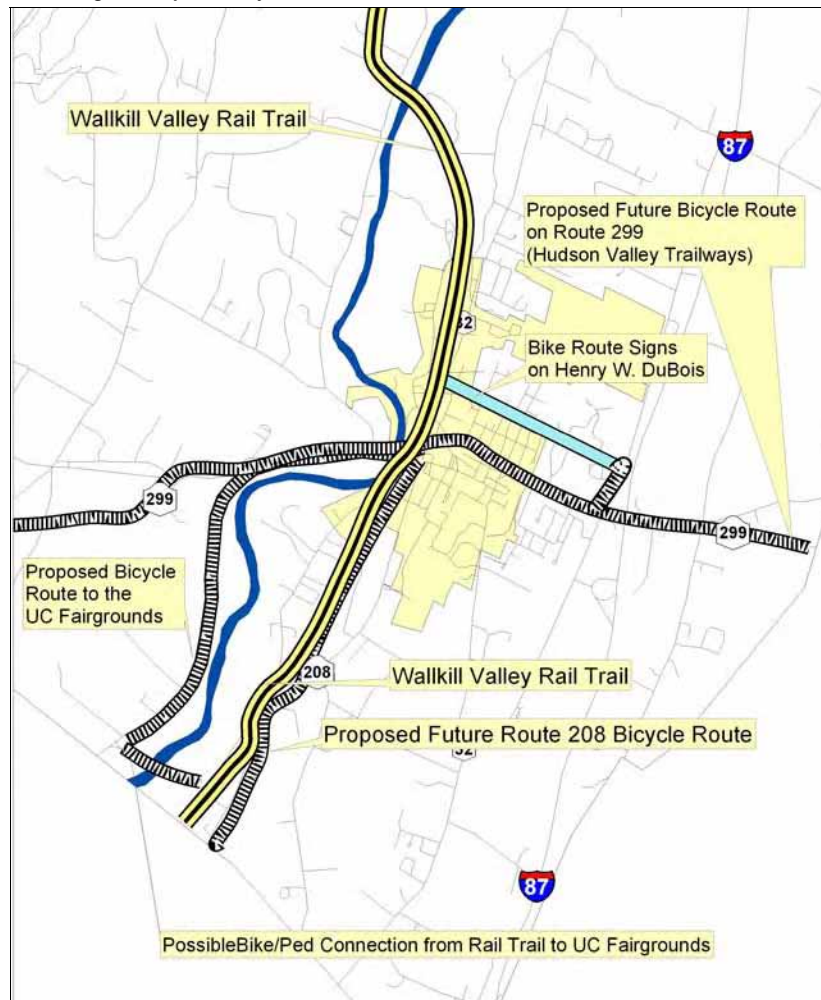 Wallkill Valley Rail Trail
87
Proposed Future Bicycle Route
on Route 299
(Hudson Valley Trailways)
32
Bike Route Signs
on Henry W. DuBois
299
299
Proposed Bicycle
Route to the
UC Fairgrounds
208
Wallkill Valley Rail Trail
Proposed Future Route 208 Bicycle Route
32
87
PossibleBike/Ped Connection from Rail Trail to UC Fairgrounds